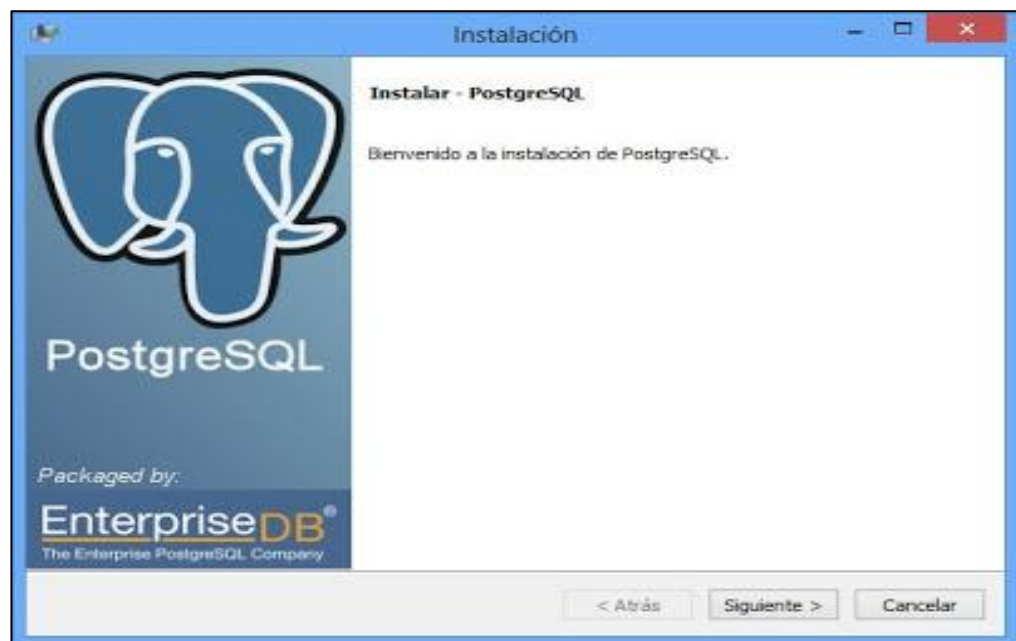 Instalación
Instalar - PostgreSQL
Bienvenido a la instalación de PostgreSQL.
PostgreSQL
Packaged by:
EnterpriseDB®
The Enterprise PostgreSQL Company
< Atrás
Siguiente >
Cancelar